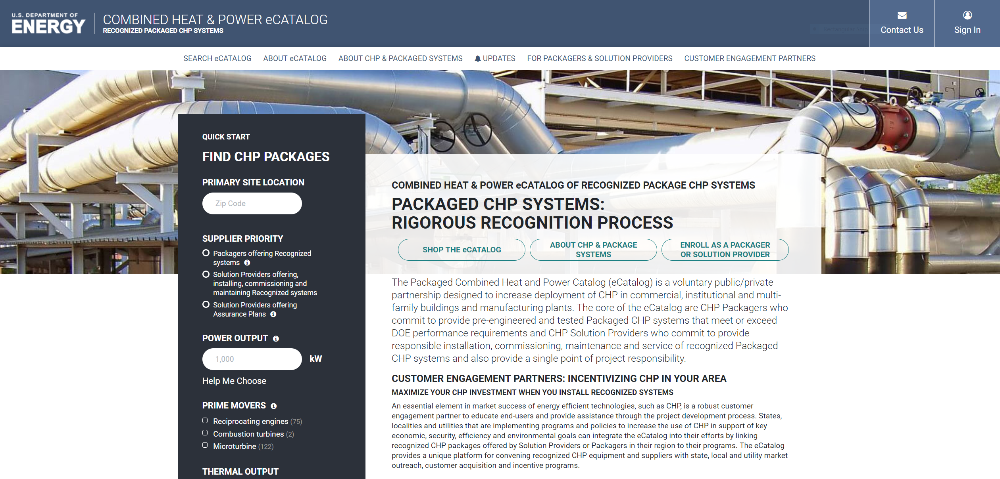 U.S. DEPARTMENT OF
ENERGY
COMBINED HEAT & POWER eCATALOG
RECOGNIZED PACKAGED CHP SYSTEMS
Rectangular Snip
Contact Us
Sign In
SEARCH eCATALOG
ABOUT eCATALOG
ABOUT CHP & PACKAGED SYSTEMS
UPDATES
FOR PACKAGERS & SOLUTION PROVIDERS
CUSTOMER ENGAGEMENT PARTNERS
QUICK START
FIND CHP PACKAGES
PRIMARY SITE LOCATION
Zip Code
SUPPLIER PRIORITY
Packagers offering Recognized
systems
Solution Providers offering,
installing, commissioning and
maintaining Recognized systems
Solution Providers offering
Assurance Plans
POWER OUTPUT
1,000
kW
Help Me Choose
PRIME MOVERS
Reciprocating engines (75)
Combustion turbines (2)
Microturbine (122)
THERMAL OUTPUT
COMBINED HEAT & POWER eCATALOG OF RECOGNIZED PACKAGE CHP SYSTEMS
PACKAGED CHP SYSTEMS:
RIGOROUS RECOGNITION PROCESS
SHOP THE eCATALOG
ABOUT CHP & PACKAGE
SYSTEMS
ENROLL AS A PACKAGER
OR SOLUTION PROVIDER
The Packaged Combined Heat and Power Catalog (eCatalog) is a voluntary public/private
partnership designed to increase deployment of CHP in commercial, institutional and multi-
family buildings and manufacturing plants. The core of the eCatalog are CHP Packagers who
commit to provide pre-engineered and tested Packaged CHP systems that meet or exceed
DOE performance requirements and CHP Solution Providers who commit to provide
responsible installation, commissioning, maintenance and service of recognized Packaged
CHP systems and also provide a single point of project responsibility.
CUSTOMER ENGAGEMENT PARTNERS: INCENTIVIZING CHP IN YOUR AREA
MAXIMIZE YOUR CHP INVESTMENT WHEN YOU INSTALL RECOGNIZED SYSTEMS
An essential element in market success of energy efficient technologies, such as CHP, is a robust customer
engagement partner to educate end-users and provide assistance through the project development process. States,
localities and utilities that are implementing programs and policies to increase the use of CHP in support of key
economic, security, efficiency and environmental goals can integrate the eCatalog into their efforts by linking
recognized CHP packages offered by Solution Providers or Packagers in their region to their programs. The eCatalog
provides a unique platform for convening recognized CHP equipment and suppliers with state, local and utility market
outreach, customer acquisition and incentive programs.